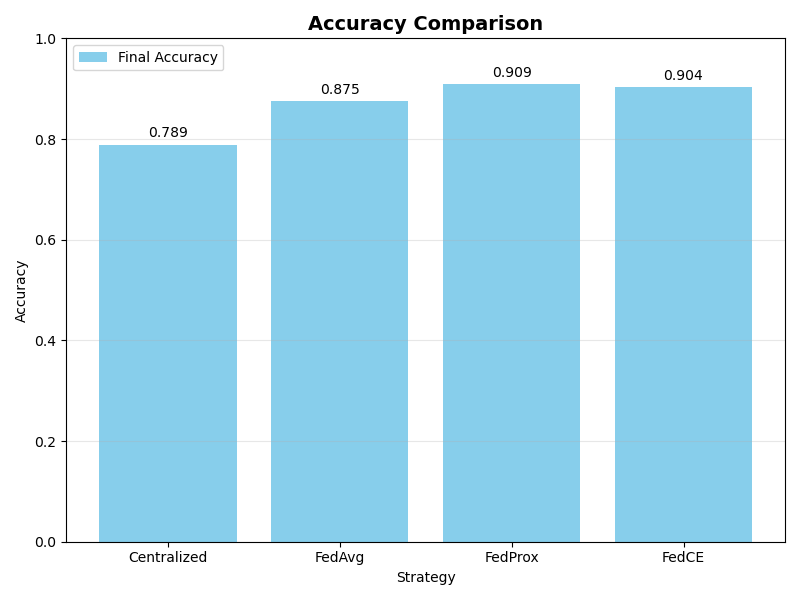 Accuracy Comparison
Final Accuracy
1.0
0.8
0.6
0.4
0.2
0.0
Accuracy
0.789
0.875
0.909
0.904
Centralized
FedAvg
FedProx
FedCE
Strategy